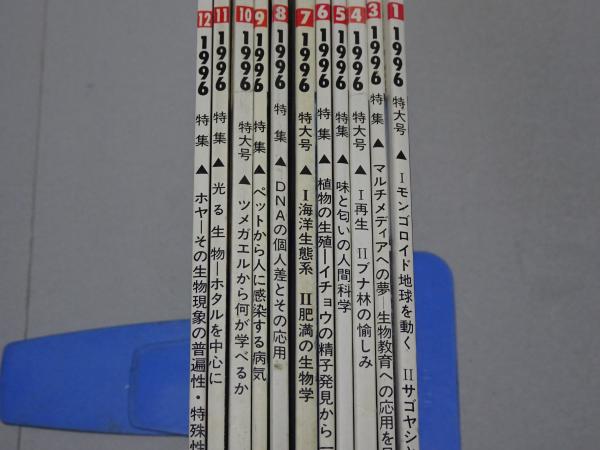 1 1996 特大号 ▲ Ⅰモンゴロイド地球を動く Ⅱサゴヤシと
3 1996 特集 ▲ マルチメディアへの夢―生物教育への応用を
4 1996 特大号 ▲ Ⅰ再生 Ⅱブナ林の愉しみ
5 1996 特集 ▲ 味と匂いの人間科学
6 1996 特集 ▲ 植物の生殖―イチョウの精子発見から一
7 1996 特大号 ▲ Ⅰ海洋生態系 Ⅱ肥満の生物学
8 1996 特集 ▲ DNAの個人差とその応用
9 1996 特集 ▲ ペットから人に感染する病気
10 1996 特大号 ▲ ツメガエルから何が学べるか
11 1996 特集 ▲ 光る生物―ホタルを中心に
12 1996 特集 ▲ ホヤ―その生物現象の普遍性・特殊性